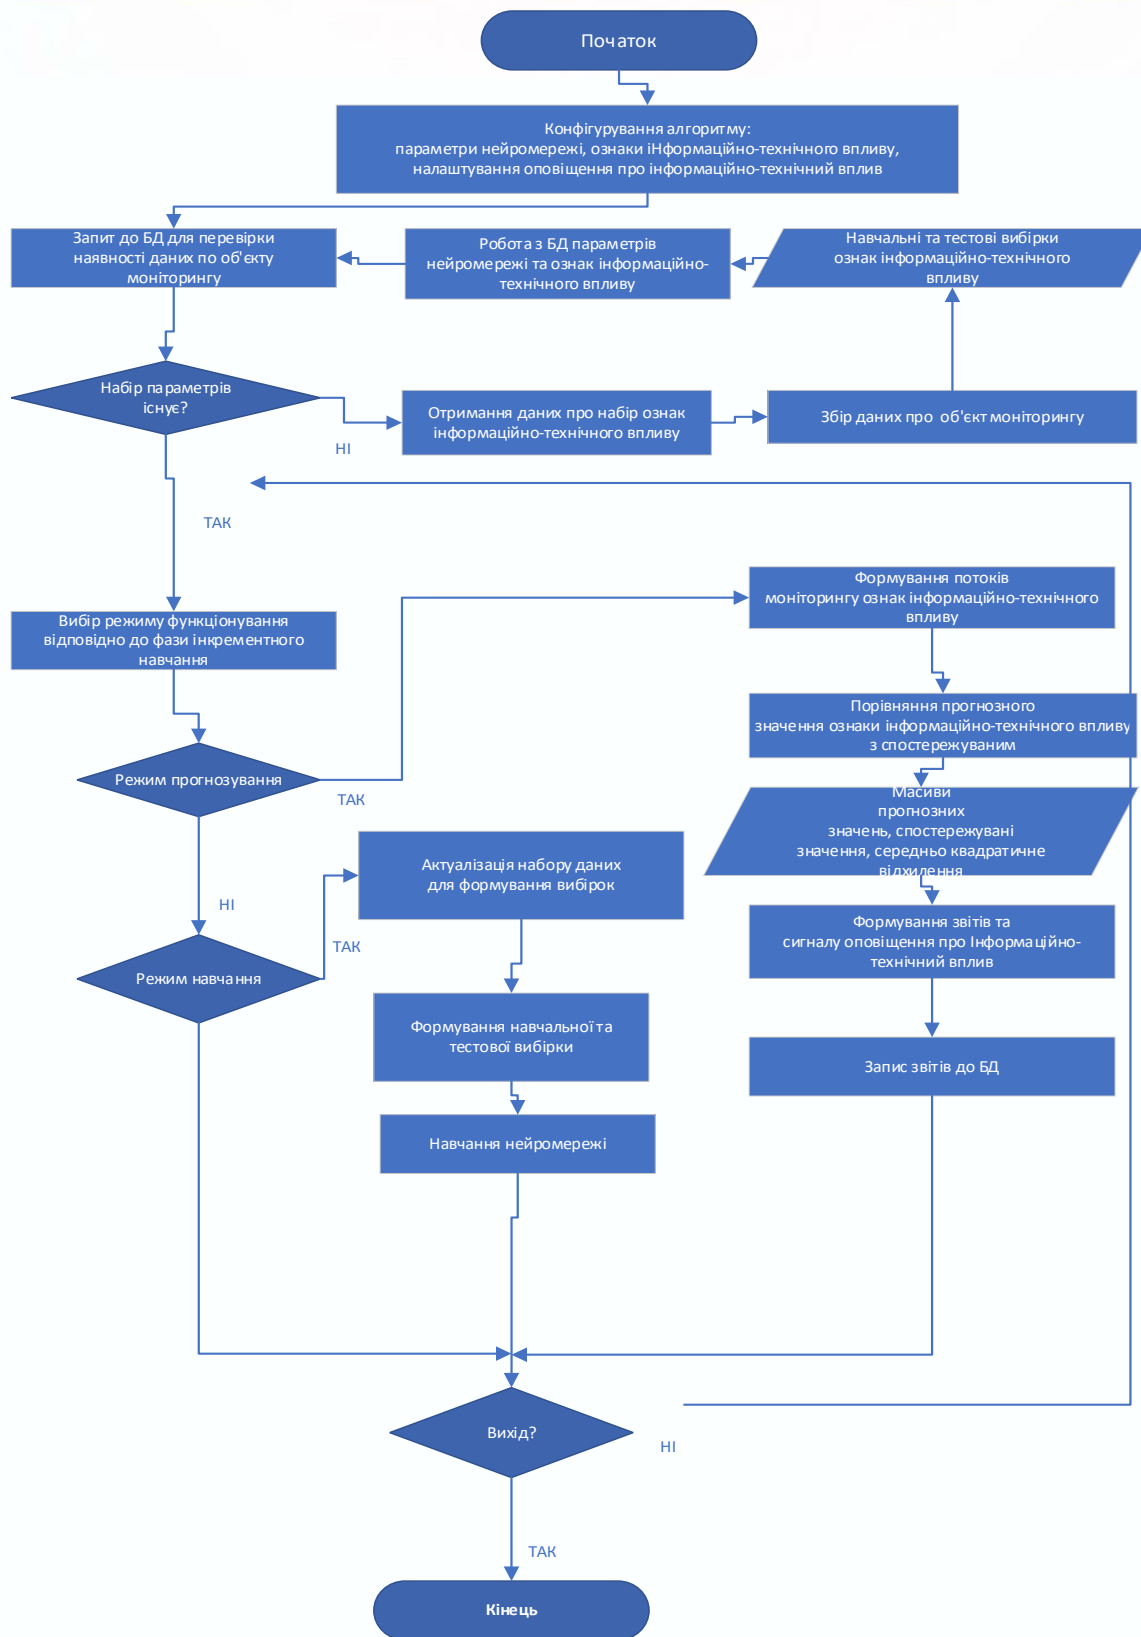 Початок
Конфігурування алгоритму:
параметри нейромережі, ознаки іНформаційно-технічного впливу,
налаштування оповіщення про інформаційно-технічний вплив
Запит до БД для перевірки
наявності даних по об'єкту
моніторингу
Робота з БД параметрів
нейромережі та ознак інформаційно-
технічного впливу
Навчальні та тестові вибірки
ознак інформаційно-технічного
впливу
Набір параметрів
існує?
НІ
Отримання даних про набір ознак
інформаційно-технічного впливу
Збір даних про об'єкт моніторингу
ТАК
Вибір режиму функціонування
відповідно до фази інкрементного
навчання
Формування потоків
моніторингу ознак інформаційно-технічного
впливу
Порівняння прогнозного
значення ознаки інформаційно-технічного впливу
з спостережуваним
Режим прогнозування
ТАК
Масиви
прогнозних
значень, спостережувані
значення, середньо квадратичне
відхилення
Актуалізація набору даних
для формування вибірок
НІ
ТАК
Формування звітів та
сигналу оповіщення про Інформаційно-
технічний вплив
Режим навчання
Формування навчальної та
тестової вибірки
Запис звітів до БД
Навчання нейромережі
Вихід?
НІ
ТАК
Кінець